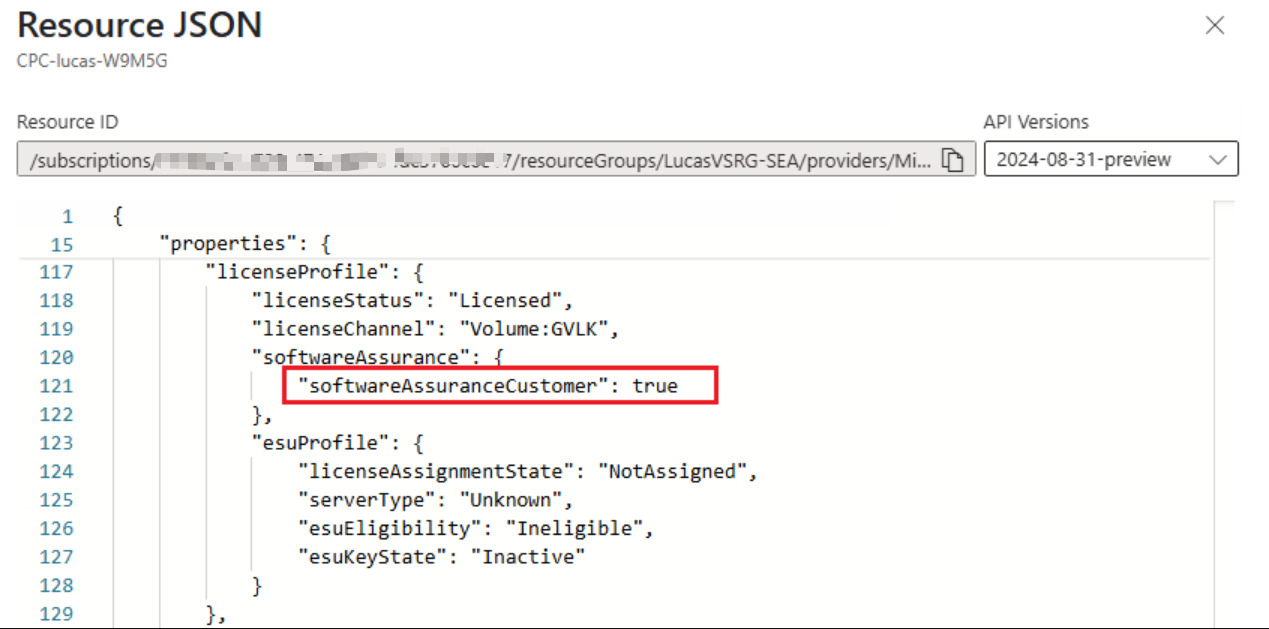 Resource JSON
CPC-lucas-W9M5G
Resource ID
API Versions
/subscriptions/ 7/resourceGroups/LucasVSRG-SEA/providers/Mi...
2024-08-31-preview
1 {
15 "properties": {
117 "licenseProfile": {
118 "licenseStatus": "Licensed",
119 "licenseChannel": "Volume:GVLK",
120 "softwareAssurance": {
121 "softwareAssuranceCustomer": true
122 },
123 "esuProfile": {
124 "licenseAssignmentState": "NotAssigned",
125 "serverType": "Unknown",
126 "esuEligibility": "Ineligible",
127 "esuKeyState": "Inactive"
128 }
129 },